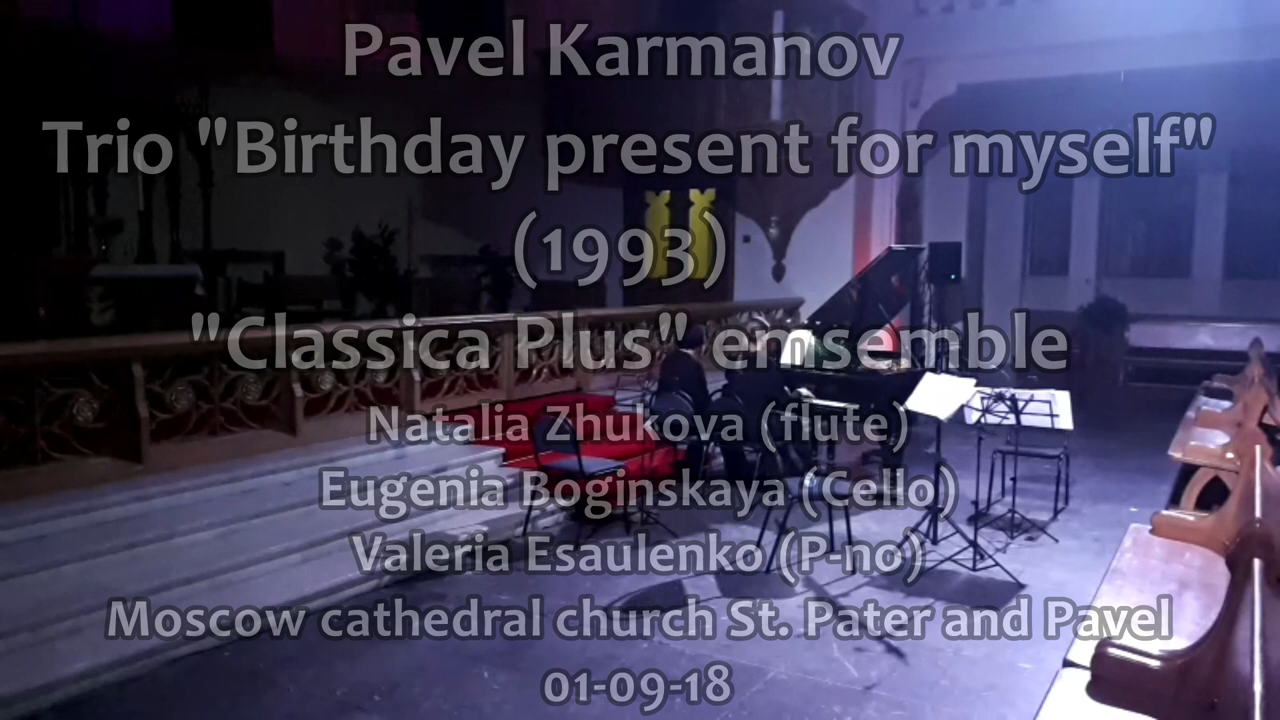 Pavel Karmanov
Trio "Birthday present for myself"
(1993)
"Classica Plus" emsemble
Natalia Zhukova (flute)
Eugenia Boginskaya (Cello)
Valeria Esaulenko (P-no)
Moscow cathedral church St. Pater and Pavel
01-09-18